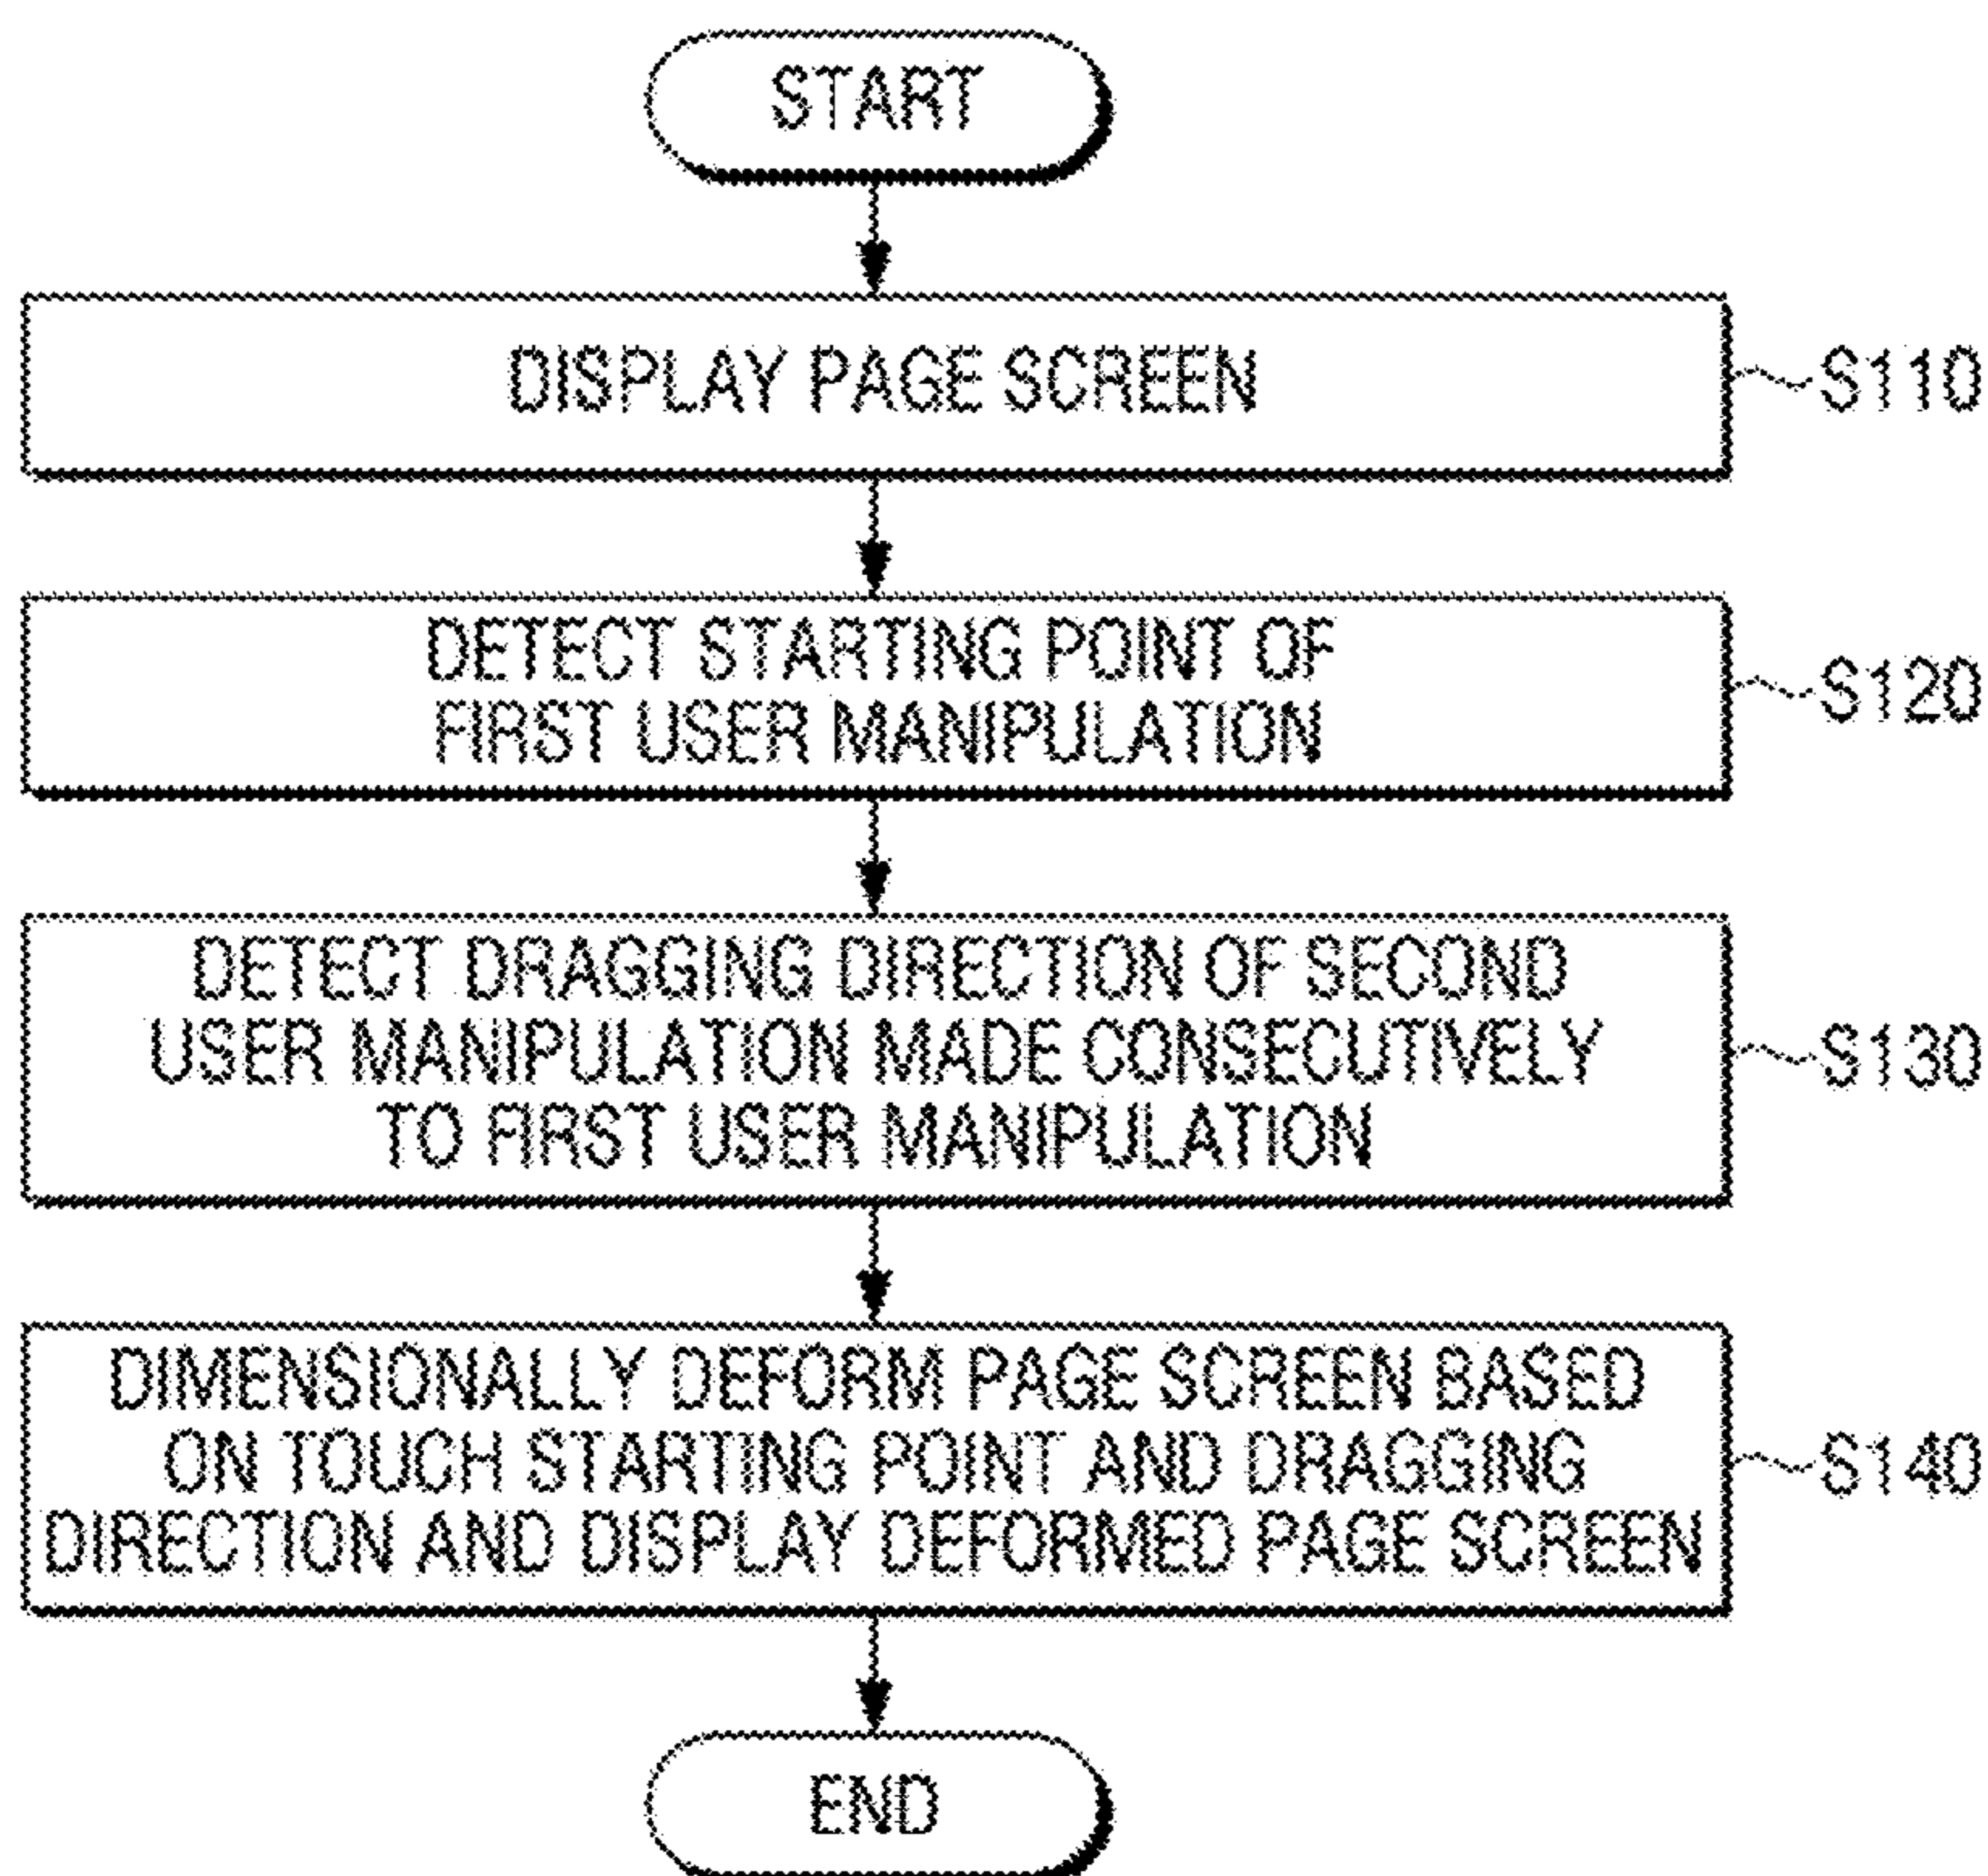 START
DISPLAY PAGE SCREEN
S110
DETECT STARTING POINT OF
FIRST USER MANIPULATION
S120
DETECT DRAGGING DIRECTION OF SECOND
USER MANIPULATION MADE CONSECUTIVELY
TO FIRST USER MANIPULATION
S130
DIMENSIONALLY DEFORM PAGE SCREEN BASED
ON TOUCH STARTING POINT AND DRAGGING
DIRECTION AND DISPLAY DEFORMED PAGE SCREEN
S140
END